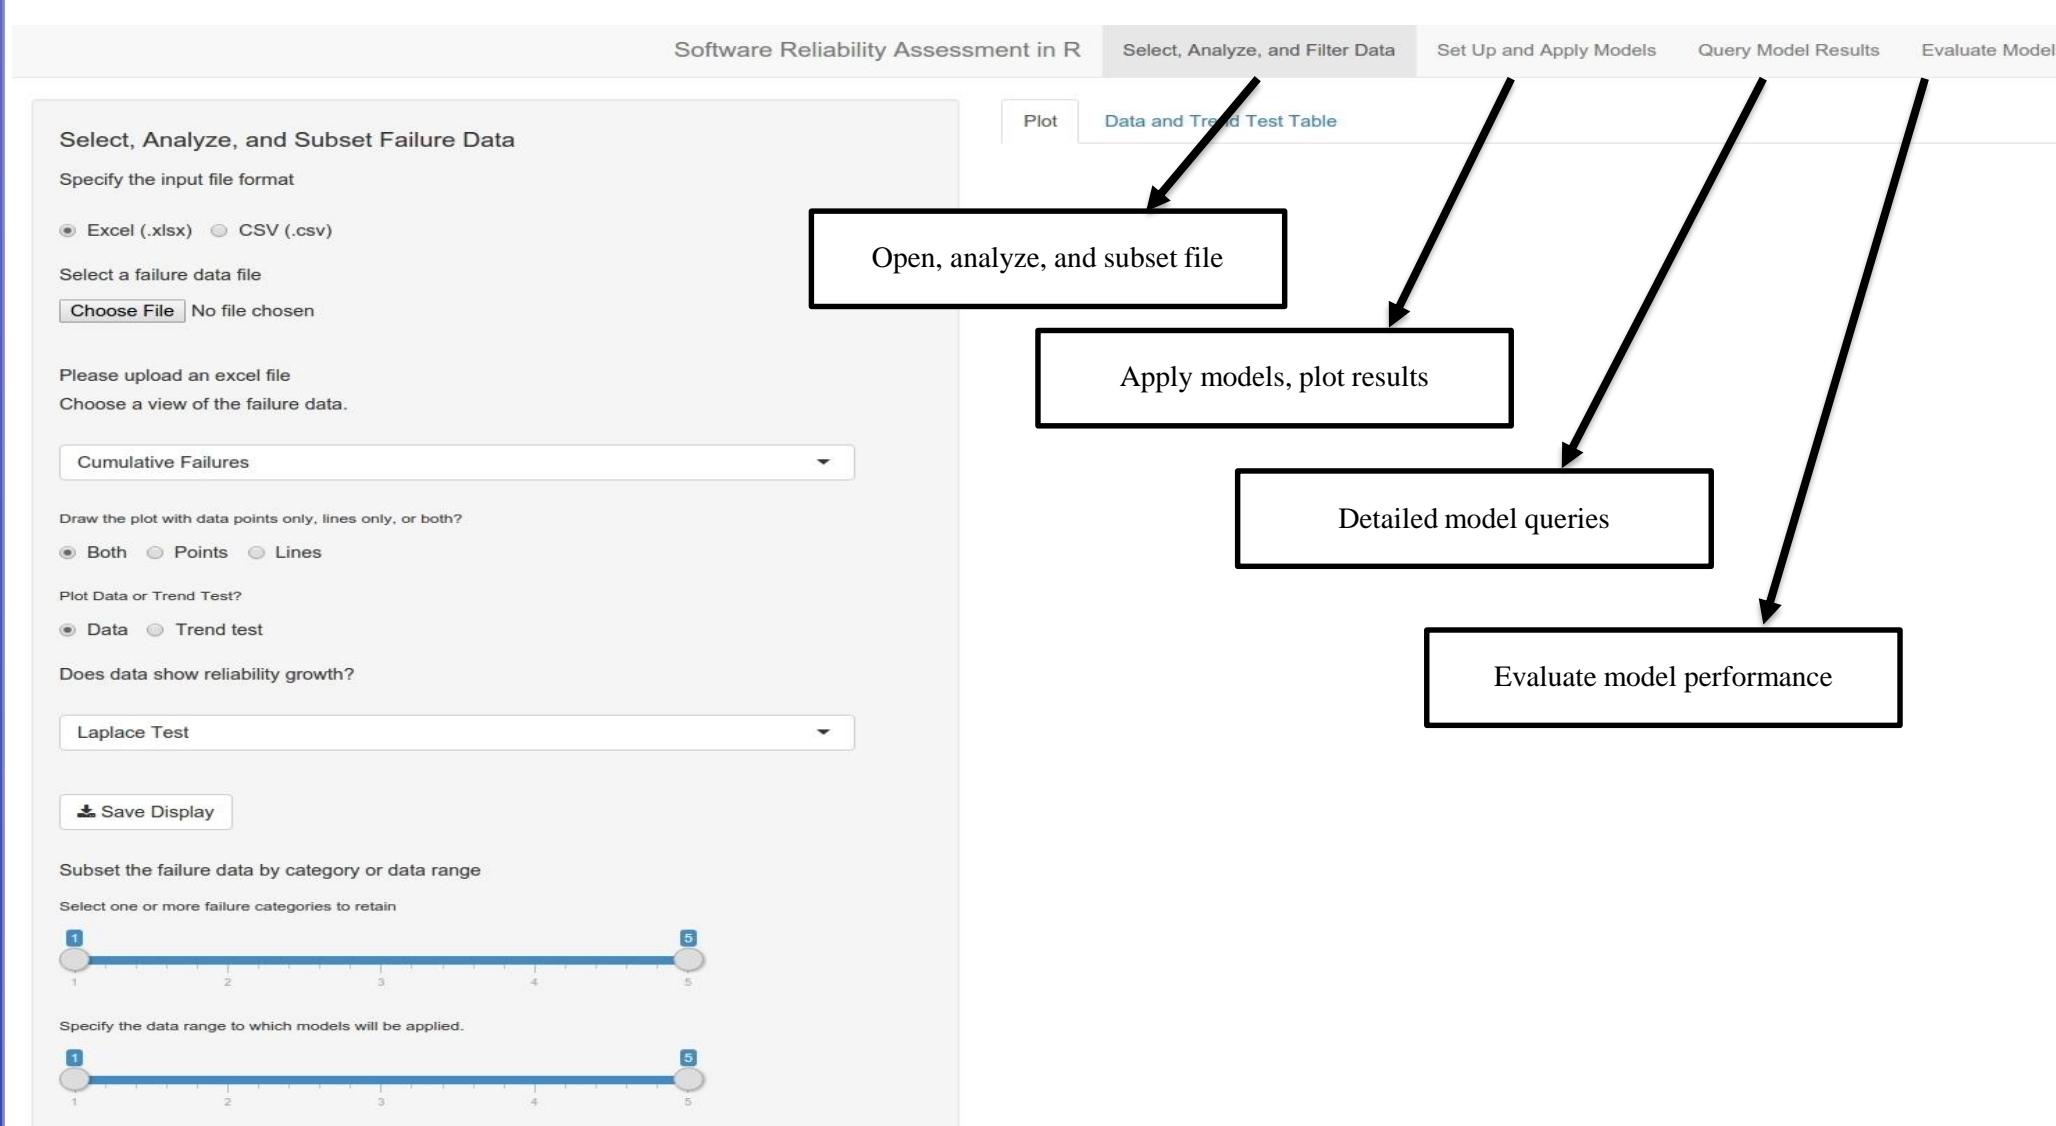 Software Reliability Assessment in R Select, Analyze, and Filter Data Set Up and Apply Models Query Model Results Evaluate Model
Select, Analyze, and Subset Failure Data
Specify the input file format
Excel (.xlsx) CSV (.csv)
Select a failure data file
Choose File No file chosen
Please upload an excel file
Choose a view of the failure data.
Cumulative Failures
Draw the plot with data points only, lines only, or both?
Both Points Lines
Plot Data or Trend Test?
Data Trend test
Does data show reliability growth?
Laplace Test
Save Display
Subset the failure data by category or data range
Select one or more failure categories to retain
1 5
1 2 3 4 5
Specify the data range to which models will be applied.
1 5
1 2 3 4 5
Plot Data and Trend Test Table
Open, analyze, and subset file
Apply models, plot results
Detailed model queries
Evaluate model performance